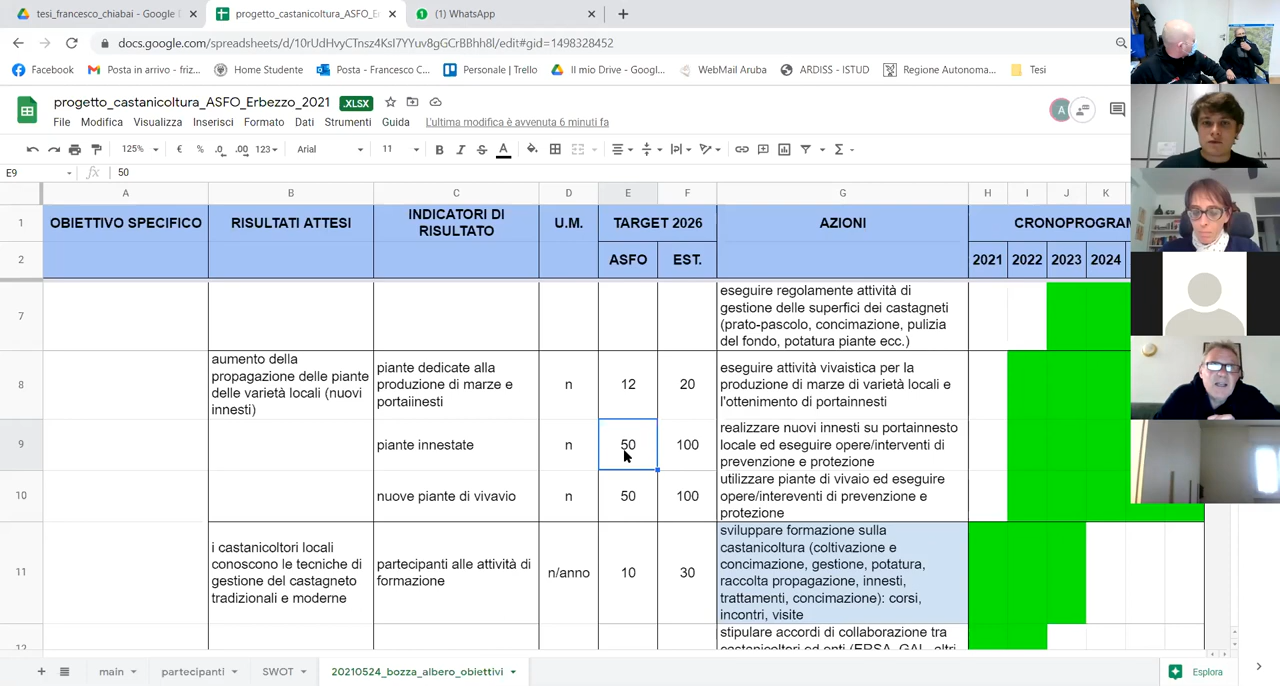 tesi_francesco_chiabai - Google
progetto_castanicoltura_ASFO_E
(1) WhatsApp
docs.google.com/spreadsheets/d/10rUdHvyCTnsz4KsI7YYuv8gGCrBBhh8l/edit#gid=1498328452
Facebook
Posta in arrivo - friz...
Home Studente
Posta - Francesco C...
Personale | Trello
Il mio Drive - Googl...
WebMail Aruba
ARDISS - ISTUD
Regione Autonoma...
Tesi
progetto_castanicoltura_ASFO_Erbezzo_2021 .XLSX
A
File Modifica Visualizza Inserisci Formato Dati Strumenti Guida L'ultima modifica è avvenuta 6 minuti fa
125% € % .0 .00 123 Arial 11 B I S A
E9 fx 50
A B C D E F G H I J K
1 OBIETTIVO SPECIFICO RISULTATI ATTESI INDICATORI DI RISULTATO U.M. TARGET 2026 AZIONI CRONOPROGRAM
2 ASFO EST. 2021 2022 2023 2024
7
eseguire regolamente attività di
gestione delle superfici dei castagneti
(prato-pascolo, concimazione, pulizia
del fondo, potatura piante ecc.)
8
aumento della
propagazione delle piante
delle varietà locali (nuovi
innesti)
piante dedicate alla
produzione di marze e
portaiinesti
n 12 20
eseguire attività vivaistica per la
produzione di marze di varietà locali e
l'ottenimento di portainnesti
9
piante innestate n 50 100
realizzare nuovi innesti su portainnesto
locale ed eseguire opere/interventi di
prevenzione e protezione
10
nuove piante di vivavio n 50 100
utilizzare piante di vivaio ed eseguire
opere/intereventi di prevenzione e
protezione
11
i castanicoltori locali
conoscono le tecniche di
gestione del castagneto
tradizionali e moderne
partecipanti alle attività di
formazione
n/anno 10 30
sviluppare formazione sulla
castanicoltura (coltivazione e
concimazione, gestione, potatura,
raccolta propagazione, innesti,
trattamenti, concimazione): corsi,
incontri, visite
12
stipulare accordi di collaborazione tra
castanicoltori ed enti (ERSA, GAL, altri
main partecipanti SWOT 20210524_bozza_albero_obiettivi
Esplora